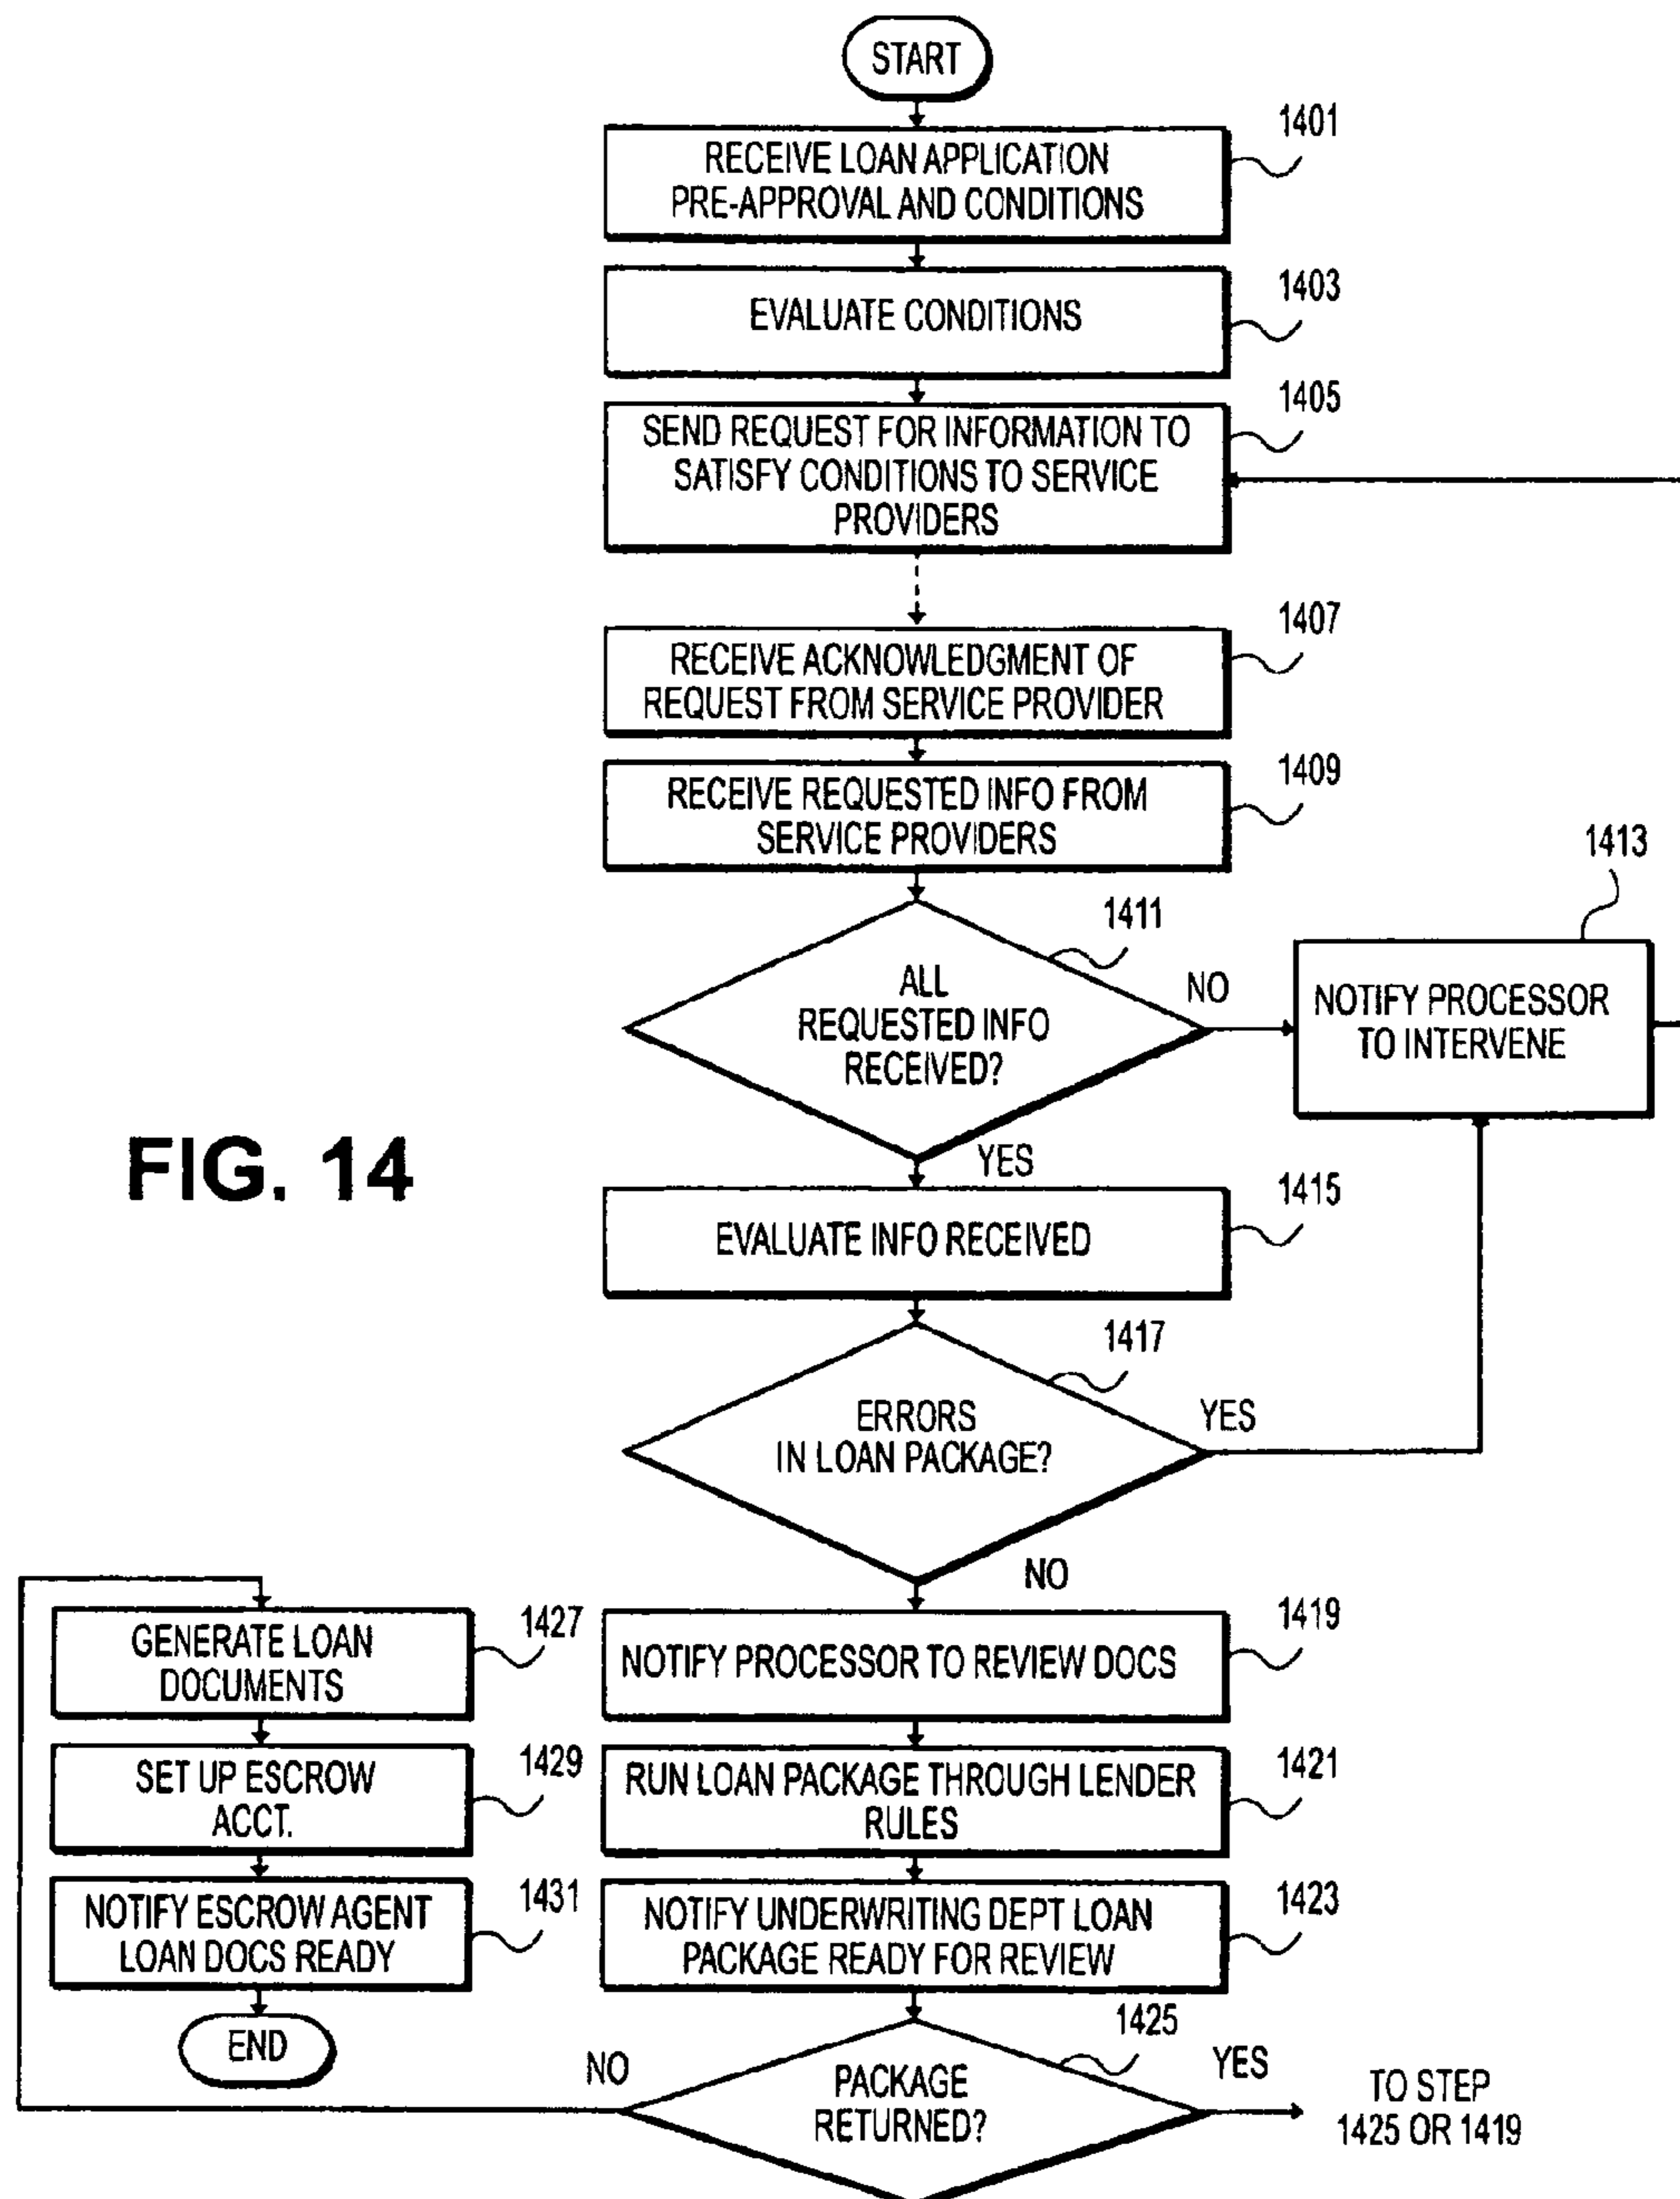 START
1401
RECEIVE LOAN APPLICATION
PRE-APPROVAL AND CONDITIONS
1403
EVALUATE CONDITIONS
1405
SEND REQUEST FOR INFORMATION TO
SATISFY CONDITIONS TO SERVICE
PROVIDERS
1407
RECEIVE ACKNOWLEDGMENT OF
REQUEST FROM SERVICE PROVIDER
1409
RECEIVE REQUESTED INFO FROM
SERVICE PROVIDERS
1411
ALL
REQUESTED INFO
RECEIVED?
NO
1413
NOTIFY PROCESSOR
TO INTERVENE
YES
FIG. 14
1415
EVALUATE INFO RECEIVED
1417
ERRORS
IN LOAN PACKAGE?
YES
NO
1419
NOTIFY PROCESSOR TO REVIEW DOCS
1421
RUN LOAN PACKAGE THROUGH LENDER
RULES
1423
NOTIFY UNDERWRITING DEPT LOAN
PACKAGE READY FOR REVIEW
1425
PACKAGE
RETURNED?
YES
TO STEP
1425 OR 1419
NO
1427
GENERATE LOAN
DOCUMENTS
1429
SET UP ESCROW
ACCT.
1431
NOTIFY ESCROW AGENT
LOAN DOCS READY
END